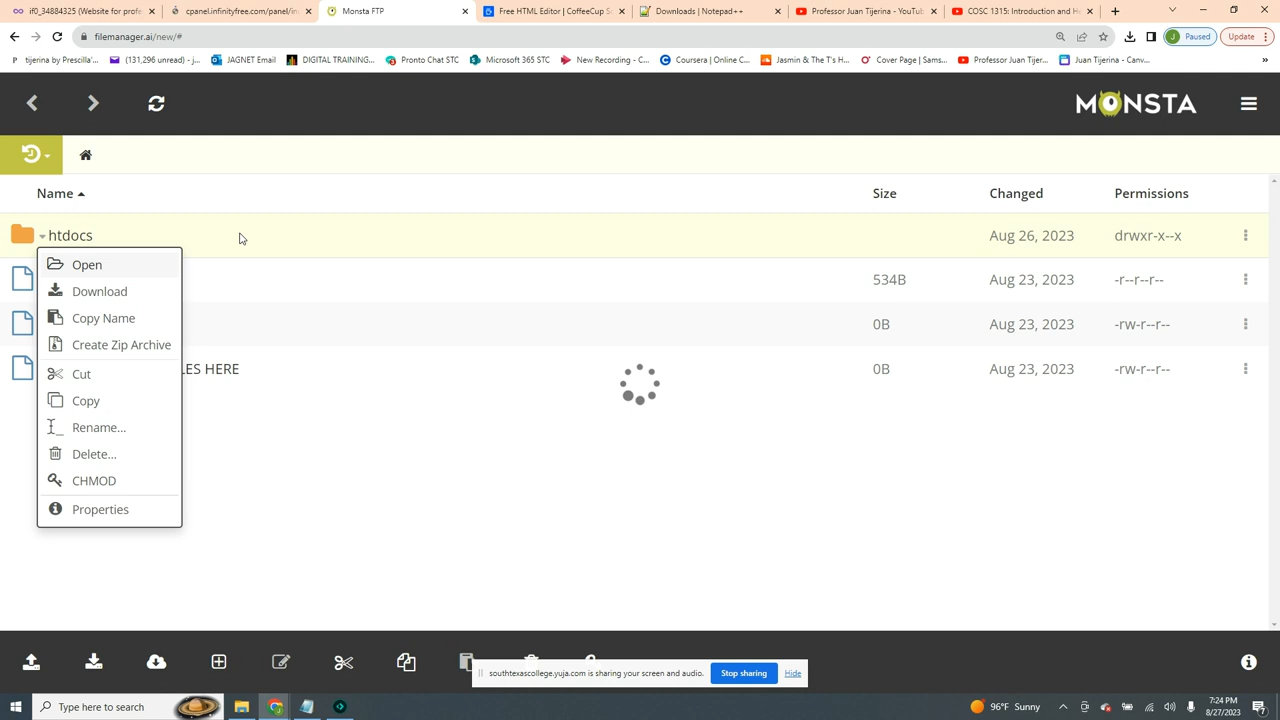 if0_34884325 (Website for profe
cpanel.infinityfree.com/panel/in
Monsta FTP
Free HTML Editor | CoffeeCup S
Downloads | Notepad++
Professor Juan Tijerina - YouTub
COSC 1315: Introduction and H
filemanager.ai/new/#
Paused
Update
tijerina by Prescilla'...
(131,296 unread) - j...
JAGNET Email
DIGITAL TRAINING...
Pronto Chat STC
Microsoft 365 STC
New Recording - C...
Coursera | Online C...
Jasmin & The T's H...
Cover Page | Sams...
Professor Juan Tijer...
Juan Tijerina - Canv...
MONSTA
Name
Size
Changed
Permissions
htdocs
Aug 26, 2023
drwxr-x--x
534B
Aug 23, 2023
-r--r--r--
0B
Aug 23, 2023
-rw-r--r--
LES HERE
0B
Aug 23, 2023
-rw-r--r--
Open
Download
Copy Name
Create Zip Archive
Cut
Copy
Rename...
Delete...
CHMOD
Properties
southtexascollege.yuja.com is sharing your screen and audio.
Stop sharing
Hide
Type here to search
96°F Sunny
7:24 PM
8/27/2023